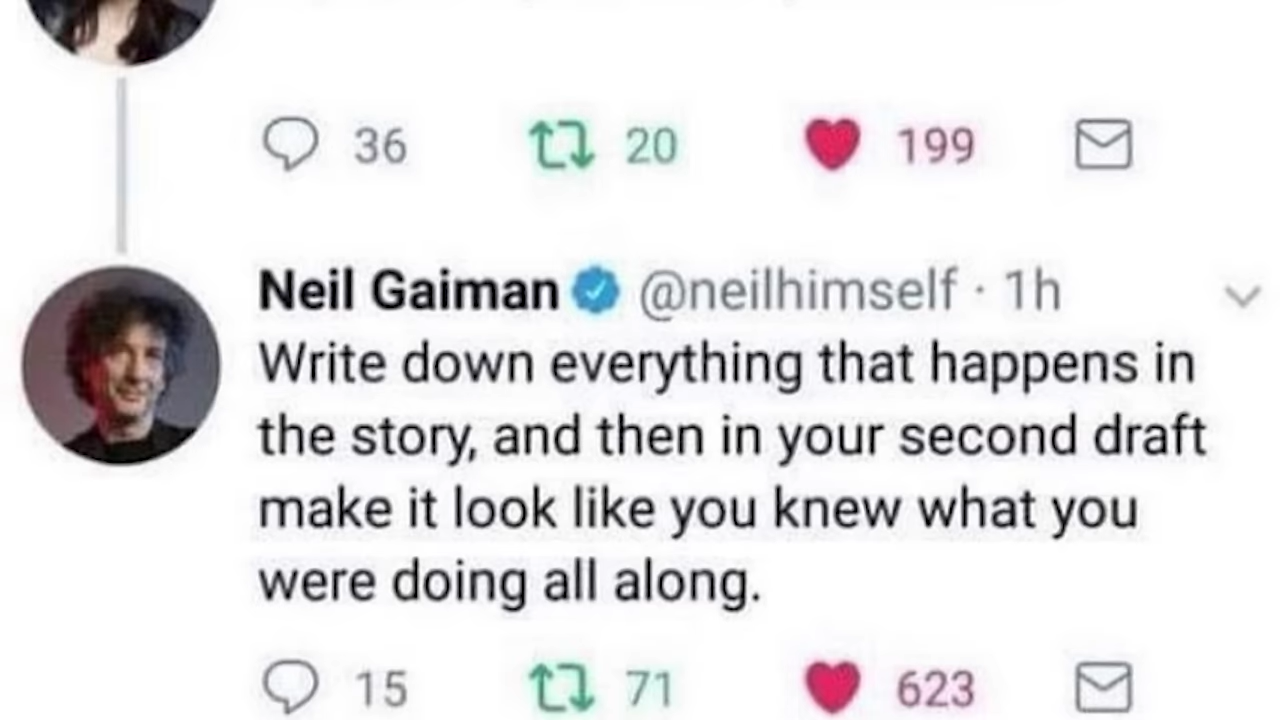 36 20 199
Neil Gaiman @neilhimself · 1h
Write down everything that happens in
the story, and then in your second draft
make it look like you knew what you
were doing all along.
15 71 623